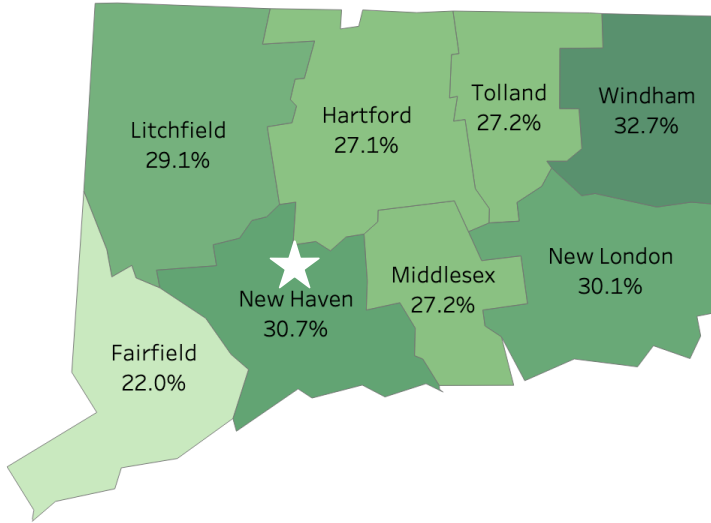 Tolland
27.2%
Windham
32.7%
Hartford
27.1%
Litchfield
29.1%
New London
30.1%
Middlesex
27.2%
New Haven
30.7%
Fairfield
22.0%